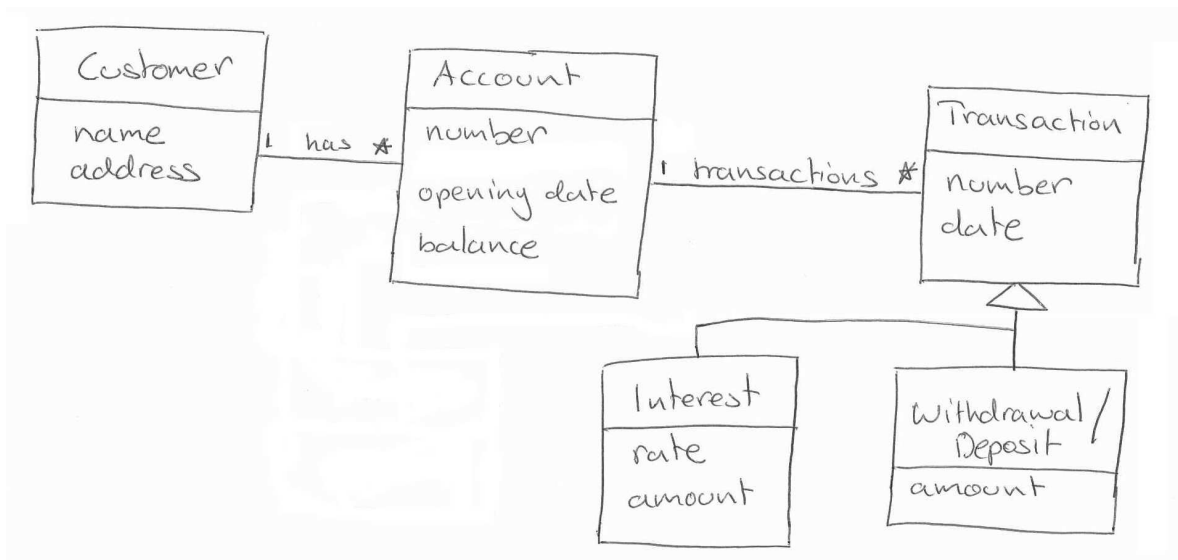 Customer
name
address
1 has *
Account
number
opening date
balance
1 transactions *
Transaction
number
date
Interest
rate
amount
Withdrawal/
Deposit
amount